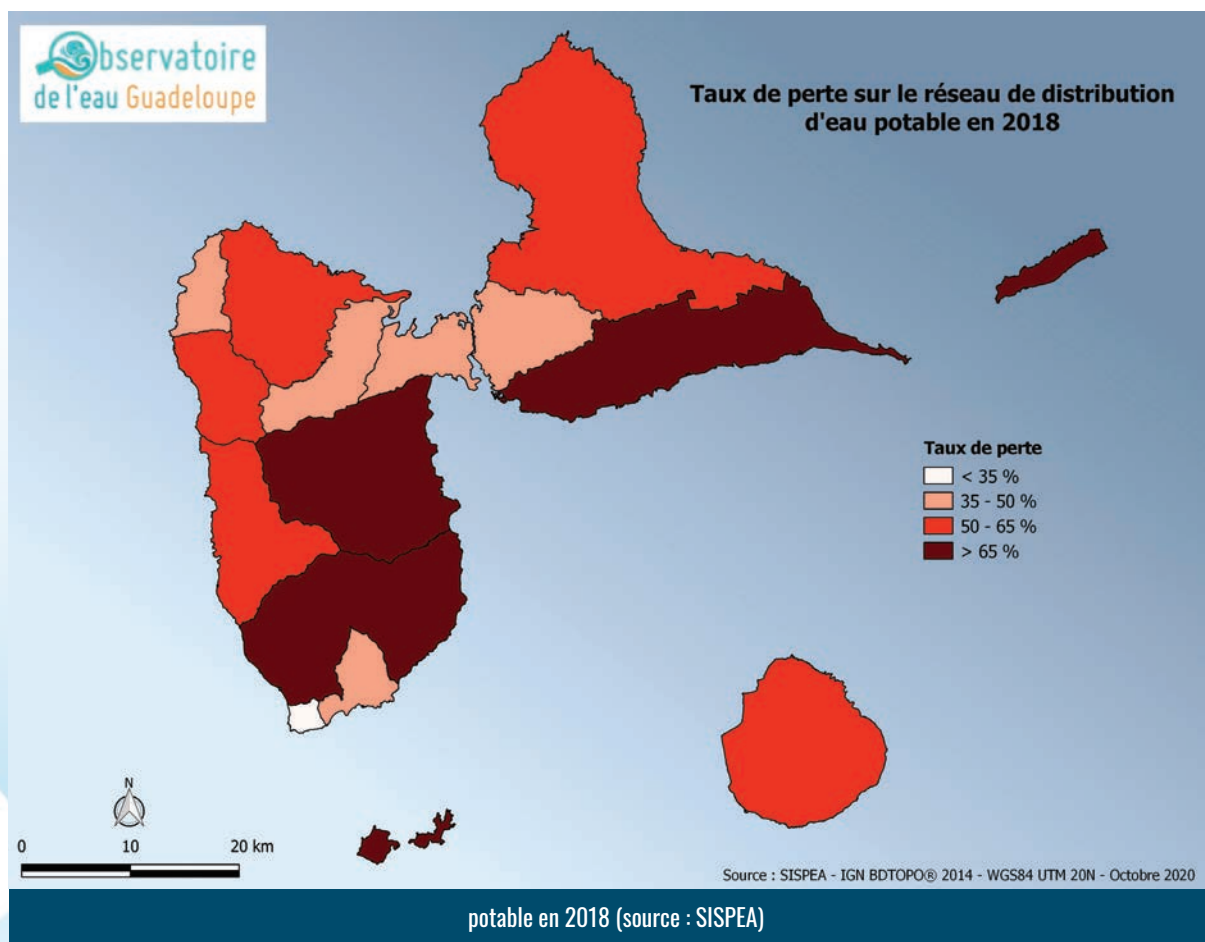 Observatoire
de l'eau Guadeloupe
Taux de perte sur le réseau de distribution
d'eau potable en 2018
Taux de perte
< 35 %
35 - 50 %
50 - 65 %
> 65 %
N
0 10 20 km
Source : SISPEA - IGN BDTOPO® 2014 - WGS84 UTM 20N - Octobre 2020
potable en 2018 (source : SISPEA)